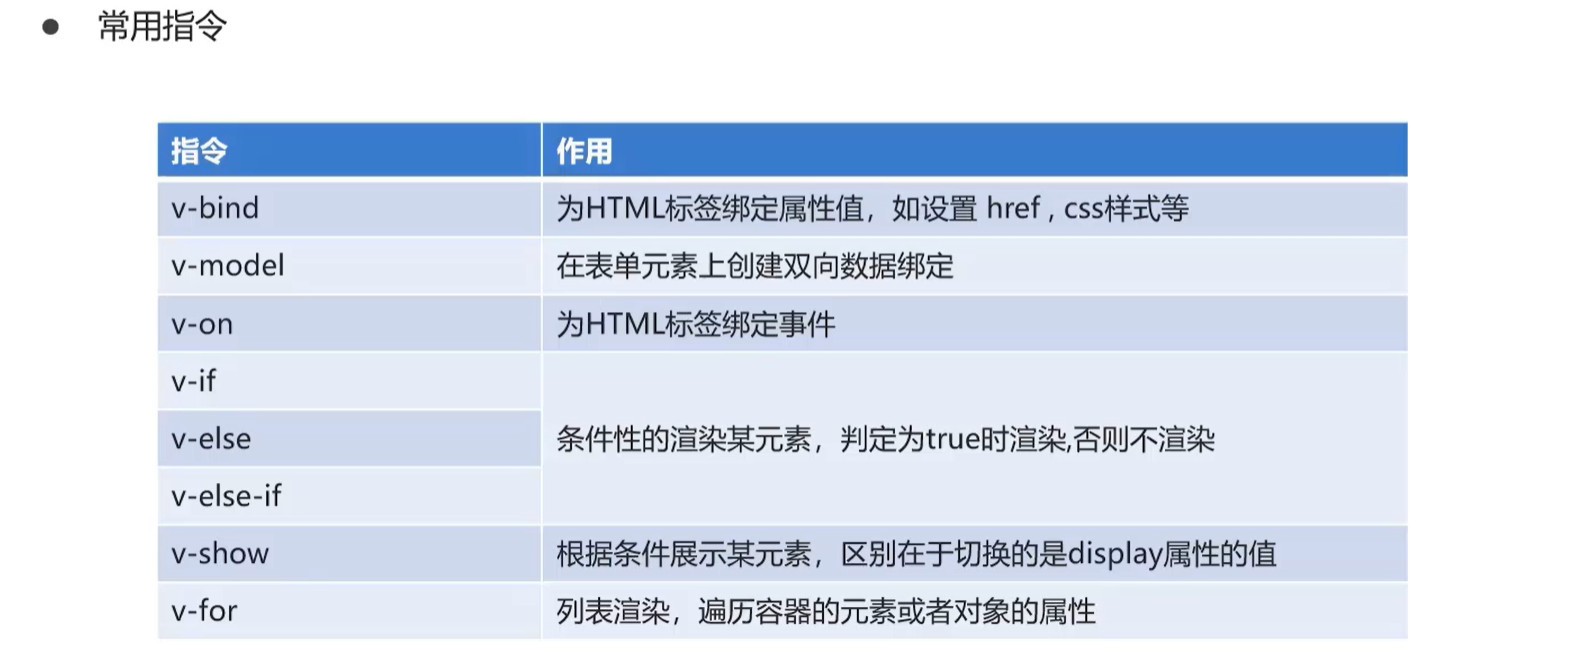 常用指令
指令 作用
v-bind 为HTML标签绑定属性值，如设置 href , css样式等
v-model 在表单元素上创建双向数据绑定
v-on 为HTML标签绑定事件
v-if
v-else 条件性的渲染某元素，判定为true时渲染,否则不渲染
v-else-if
v-show 根据条件展示某元素，区别在于切换的是display属性的值
v-for 列表渲染，遍历容器的元素或者对象的属性